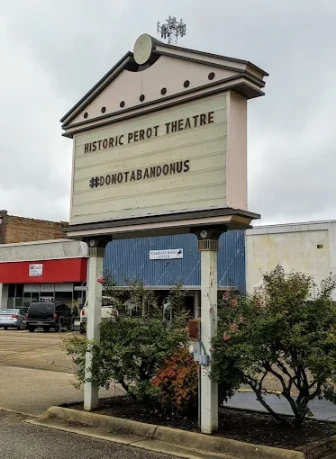 HISTORIC PEROT THEATRE
#DONOTABANDONUS